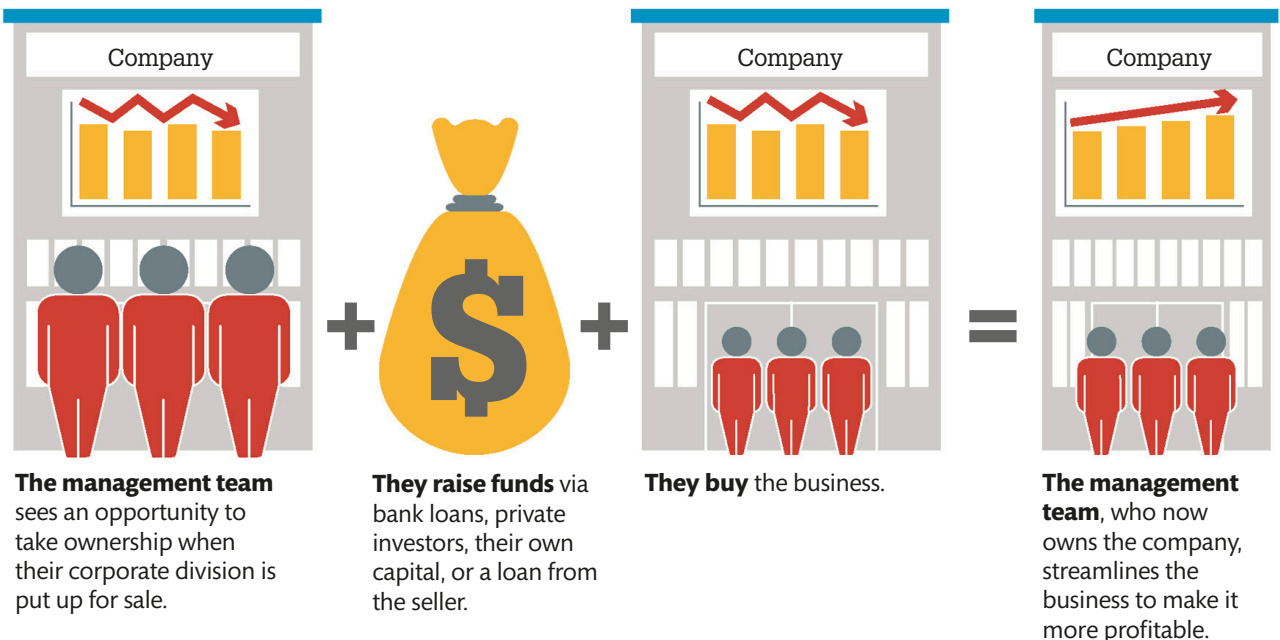 Company
Company
Company
$
+
+
=
The management team
sees an opportunity to
take ownership when
their corporate division is
put up for sale.
They raise funds via
bank loans, private
investors, their own
capital, or a loan from
the seller.
They buy the business.
The management
team, who now
owns the company,
streamlines the
business to make it
more profitable.